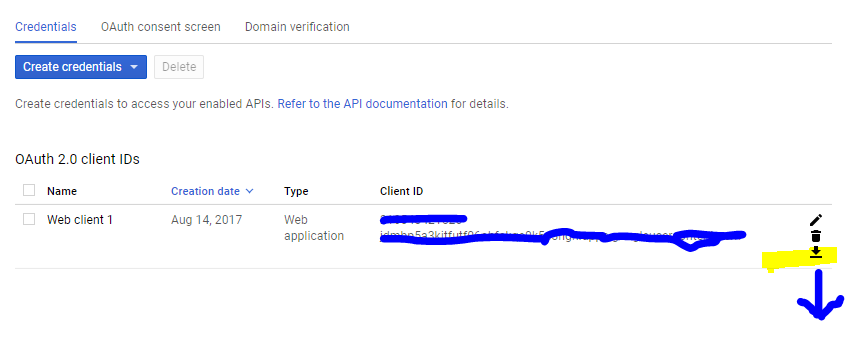 Credentials OAuth consent screen Domain verification
Create credentials Delete
Create credentials to access your enabled APIs. Refer to the API documentation for details.
OAuth 2.0 client IDs
Name Creation date Type Client ID
Web client 1 Aug 14, 2017 Web
application